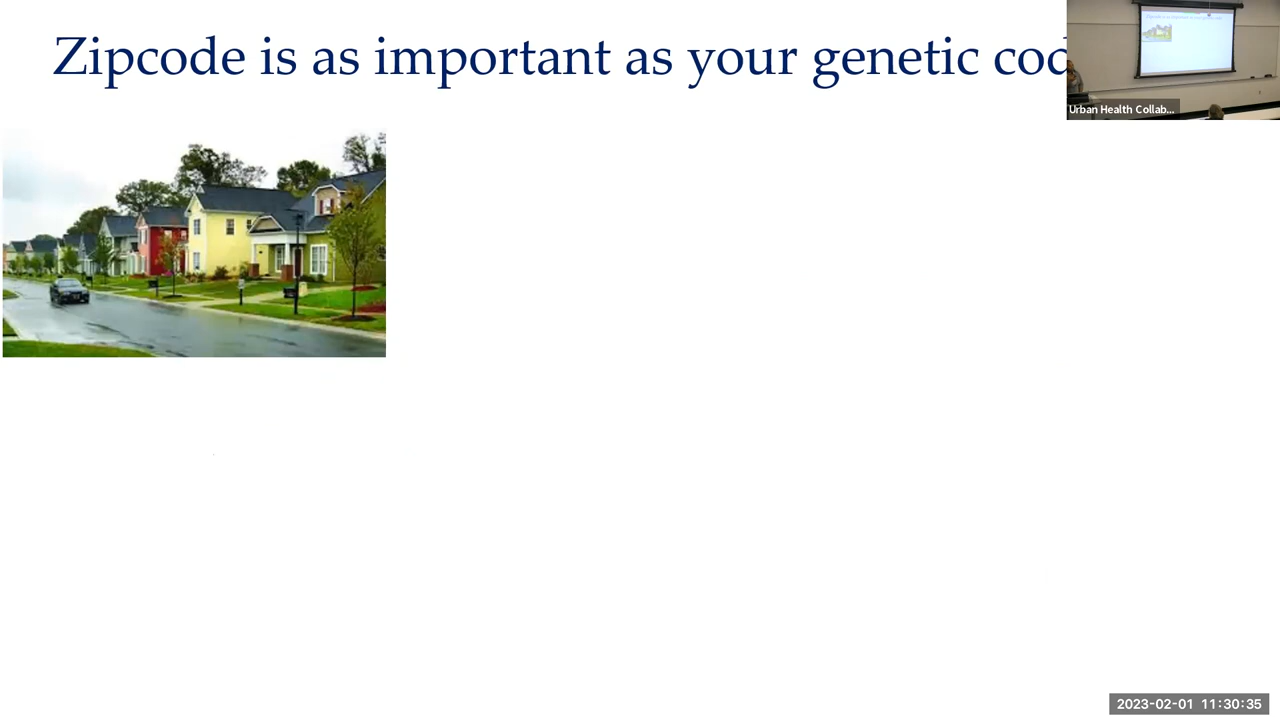 Zipcode is as important as your genetic cod
Urban Health Collab...
2023-02-01 11:30:35